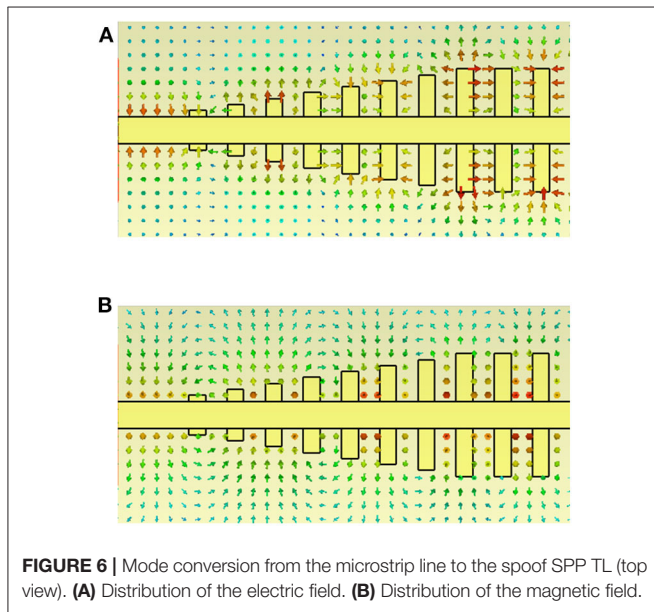 A
B
FIGURE 6 | Mode conversion from the microstrip line to the spoof SPP TL (top
view). (A) Distribution of the electric field. (B) Distribution of the magnetic field.